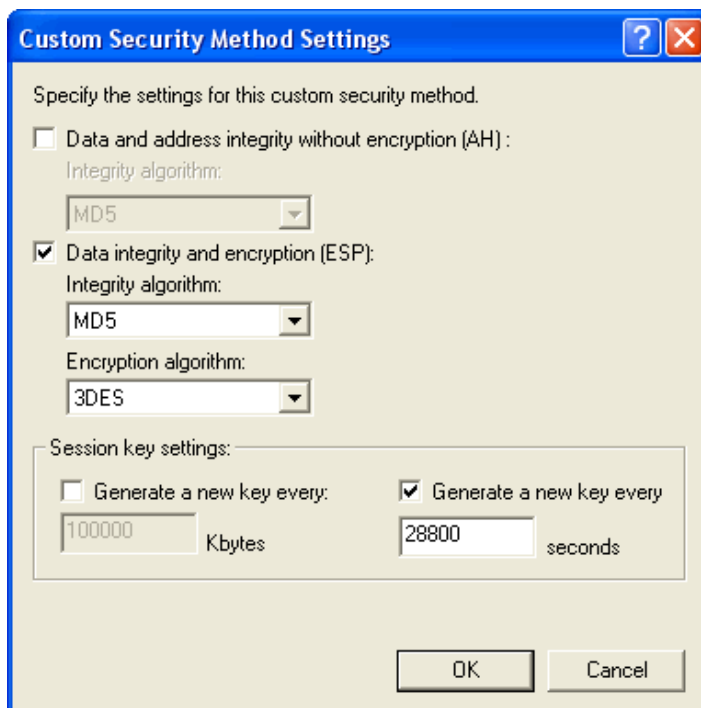 Custom Security Method Settings
Specify the settings for this custom security method.
Data and address integrity without encryption (AH) :
Integrity algorithm:
MD5
Data integrity and encryption (ESP):
Integrity algorithm:
MD5
Encryption algorithm:
3DES
Session key settings:
Generate a new key every: Generate a new key every
100000 Kbytes 28800 seconds
OK Cancel